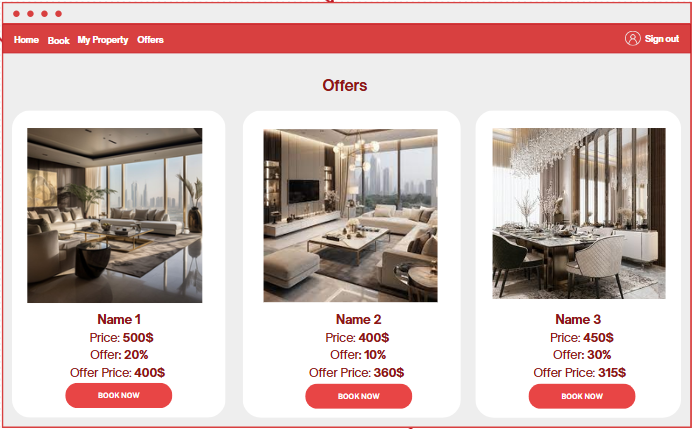 Home Book My Property Offers Sign out
Offers
Name 1
Price: 500$
Offer: 20%
Offer Price: 400$
BOOK NOW
Name 2
Price: 400$
Offer: 10%
Offer Price: 360$
BOOK NOW
Name 3
Price: 450$
Offer: 30%
Offer Price: 315$
BOOK NOW